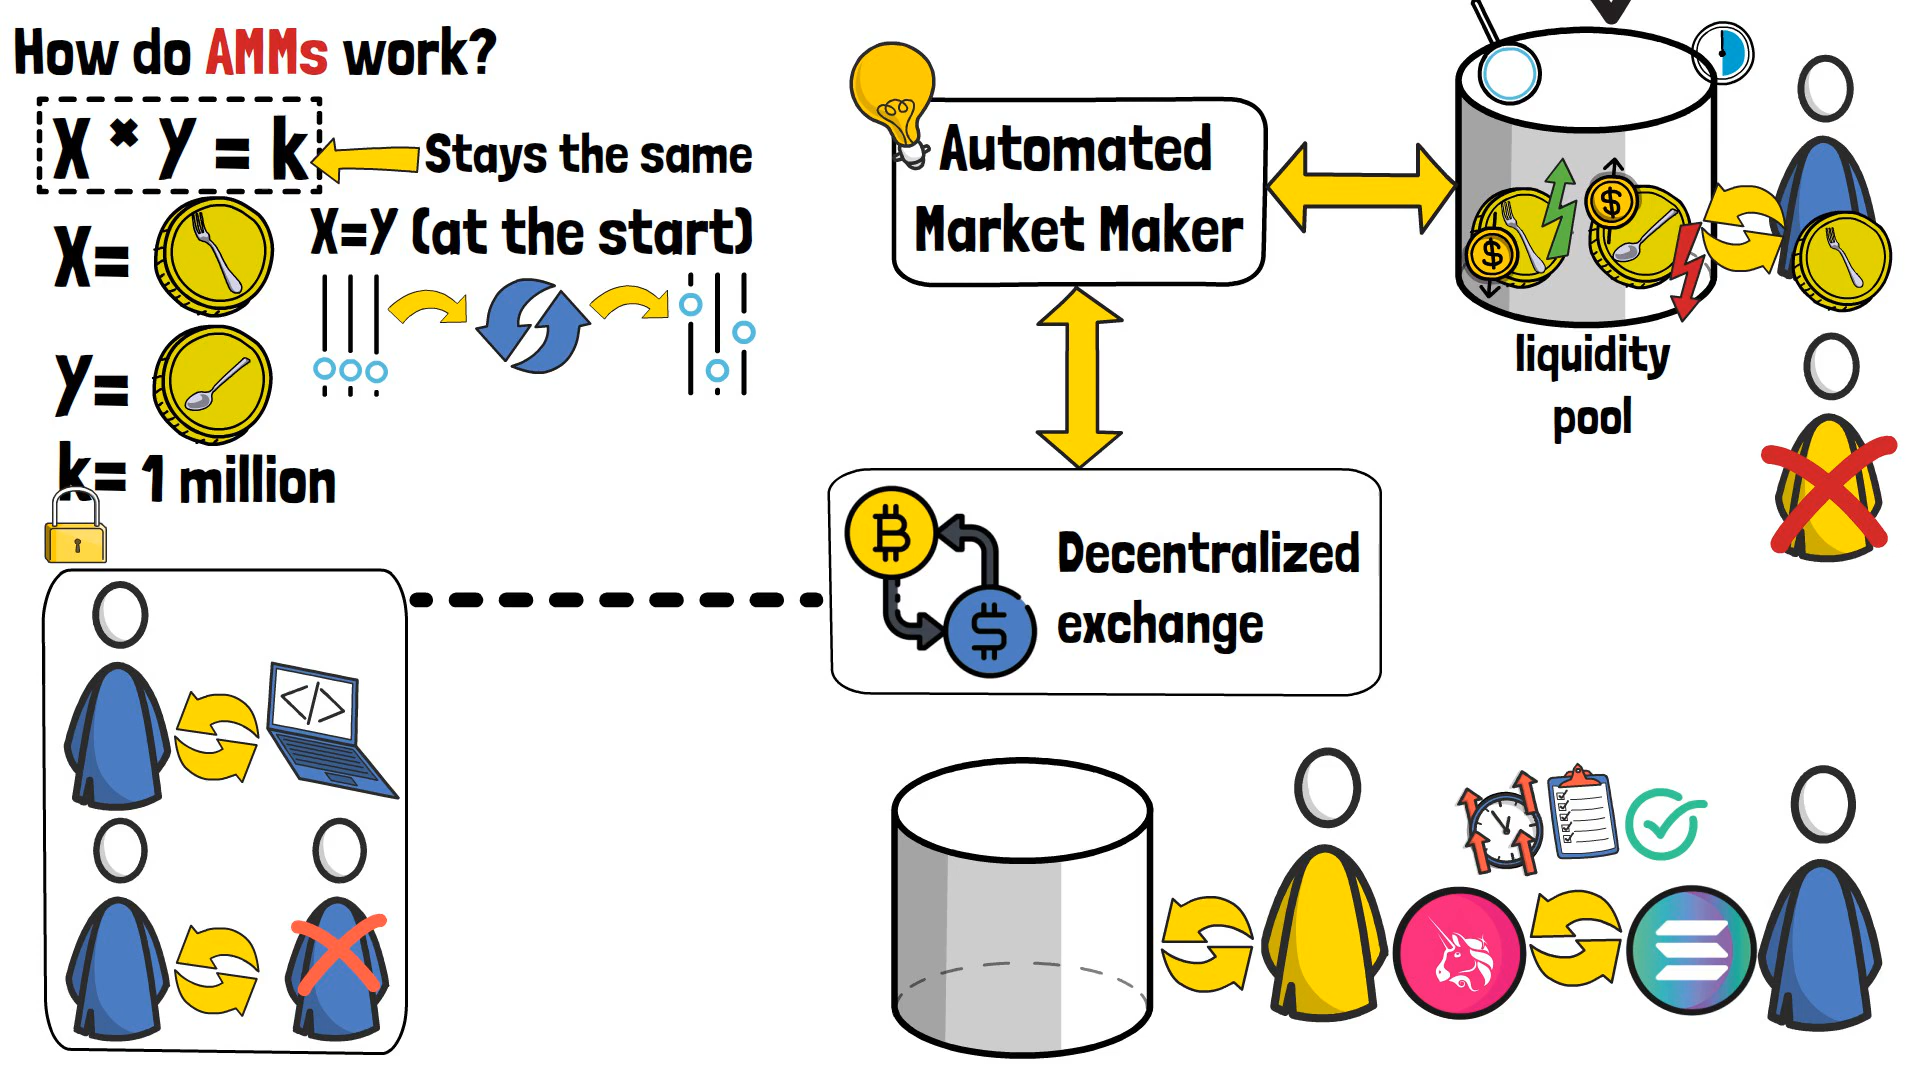 How do AMMs work?
X * Y = k
Stays the same
X=
X=Y (at the start)
Y=
k= 1 million
Automated
Market Maker
$
$
liquidity
pool
Decentralized
exchange
</>